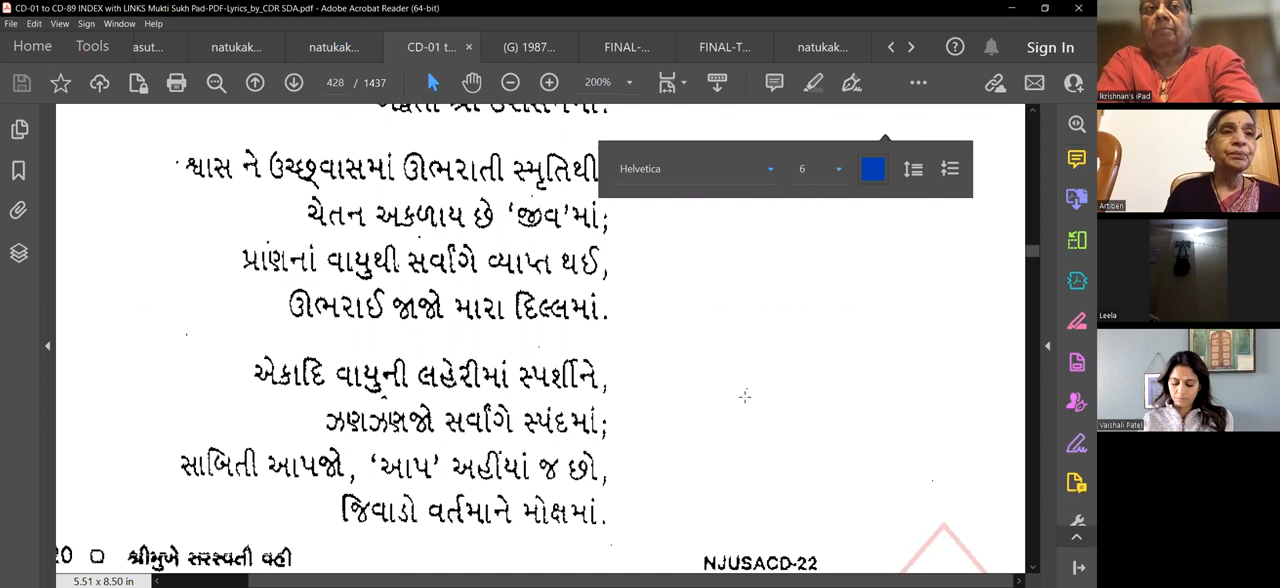 CD-01 to CD-89 INDEX with LINKS Mukti Sukh Pad-PDF-Lyrics_by_CDR SDA.pdf - Adobe Acrobat Reader (64-bit)
File Edit View Sign Window Help
Home Tools asut... natukak... natukak... CD-01 t... × (G) 1987... FINAL-... FINAL-T... natukak... Sign In
428 / 1437 200%
Helvetica 6
શ્વાસ ને ઉચ્છ્વાસમાં ઊભરાતી સ્મૃતિથી
ચેતન અકળાય છે ‘જીવ’માં;
પ્રાણનાં વાયુથી સર્વાંગે વ્યાપ્ત થઈ,
ઊભરાઈ જાજો મારા દિલ્લમાં.
એકાદિ વાયુની લહેરીમાં સ્પર્શીને,
ઝણઝણજો સર્વાંગે સ્પંદમાં;
સાબિતી આપજો, ‘આપ’ અહીંયાં જ છો,
જિવાડો વર્તમાને મોક્ષમાં.
શ્રીમુખે સરસ્વતી વહી
NJUSACD-22
5.51 x 8.50 in
lkrishnan's iPad
Artiben
Leela
Vaishali Patel